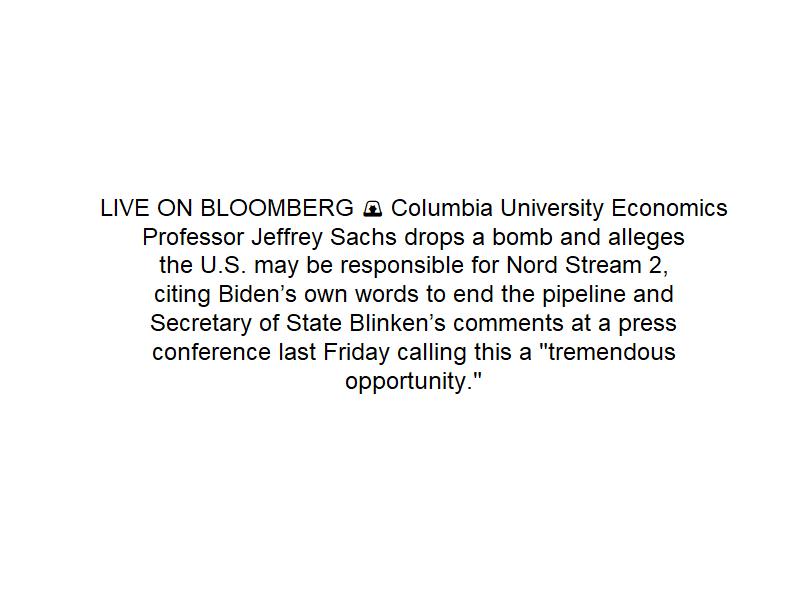 LIVE ON BLOOMBERG 🚨 Columbia University Economics
Professor Jeffrey Sachs drops a bomb and alleges
the U.S. may be responsible for Nord Stream 2,
citing Biden’s own words to end the pipeline and
Secretary of State Blinken’s comments at a press
conference last Friday calling this a "tremendous
opportunity."